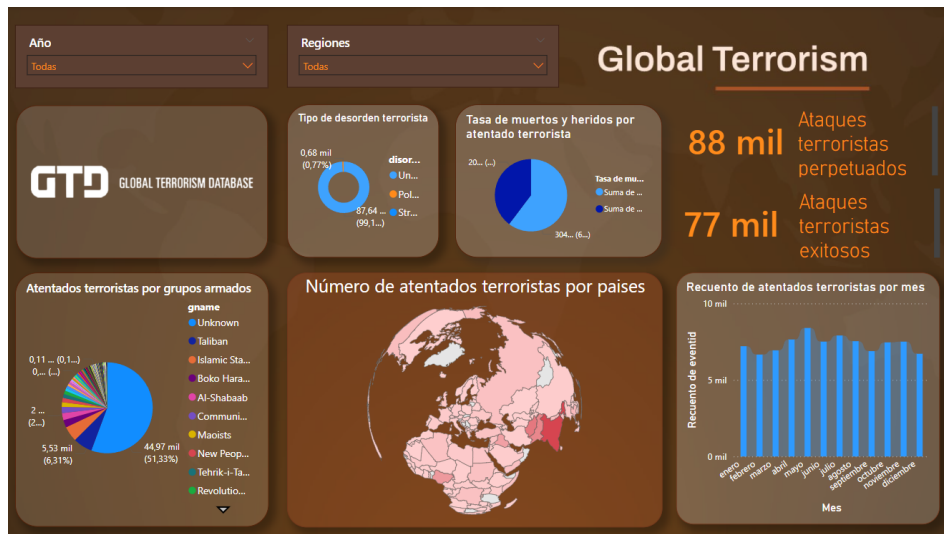 Año
Todas
Regiones
Todas
Global Terrorism
GTD GLOBAL TERRORISM DATABASE
Tipo de desorden terrorista
0,68 mil
(0,77%)
87,64 ...
(99,1...)
disor...
Un...
Pol...
Str...
Tasa de muertos y heridos por
atentado terrorista
20... (...)
304... (6...)
Tasa de mu...
Suma de ...
Suma de ...
88 mil
Ataques
terroristas
perpetuados
77 mil
Ataques
terroristas
exitosos
Atentados terroristas por grupos armados
gname
Unknown
Taliban
Islamic Sta...
Boko Hara...
Al-Shabaab
Communi...
Maoists
New Peop...
Tehrik-i-Ta...
Revolutio...
0,11 ... (0,1...)
0,... (...)
2 ...
(2...)
5,53 mil
(6,31%)
44,97 mil
(51,33%)
Número de atentados terroristas por paises
Recuento de atentados terroristas por mes
Recuento de eventid
10 mil
5 mil
0 mil
enero
febrero
marzo
abril
mayo
junio
julio
agosto
septiembre
octubre
noviembre
diciembre
Mes